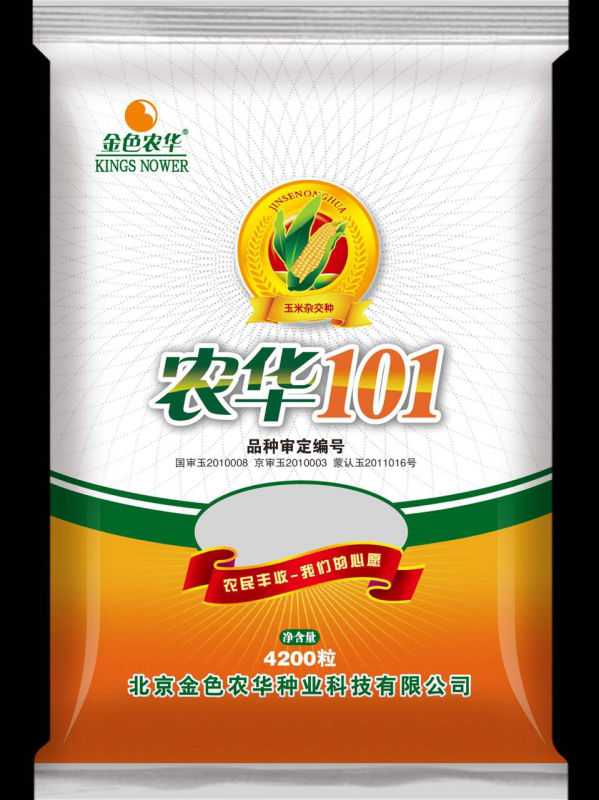 金色农华®
KINGS NOWER
JINSENONGHUA
玉米杂交种
农华101
品种审定编号
国审玉2010008 京审玉2010003 蒙认玉2011016号
农民丰收-我们的心愿
净含量
4200粒
北京金色农华种业科技有限公司